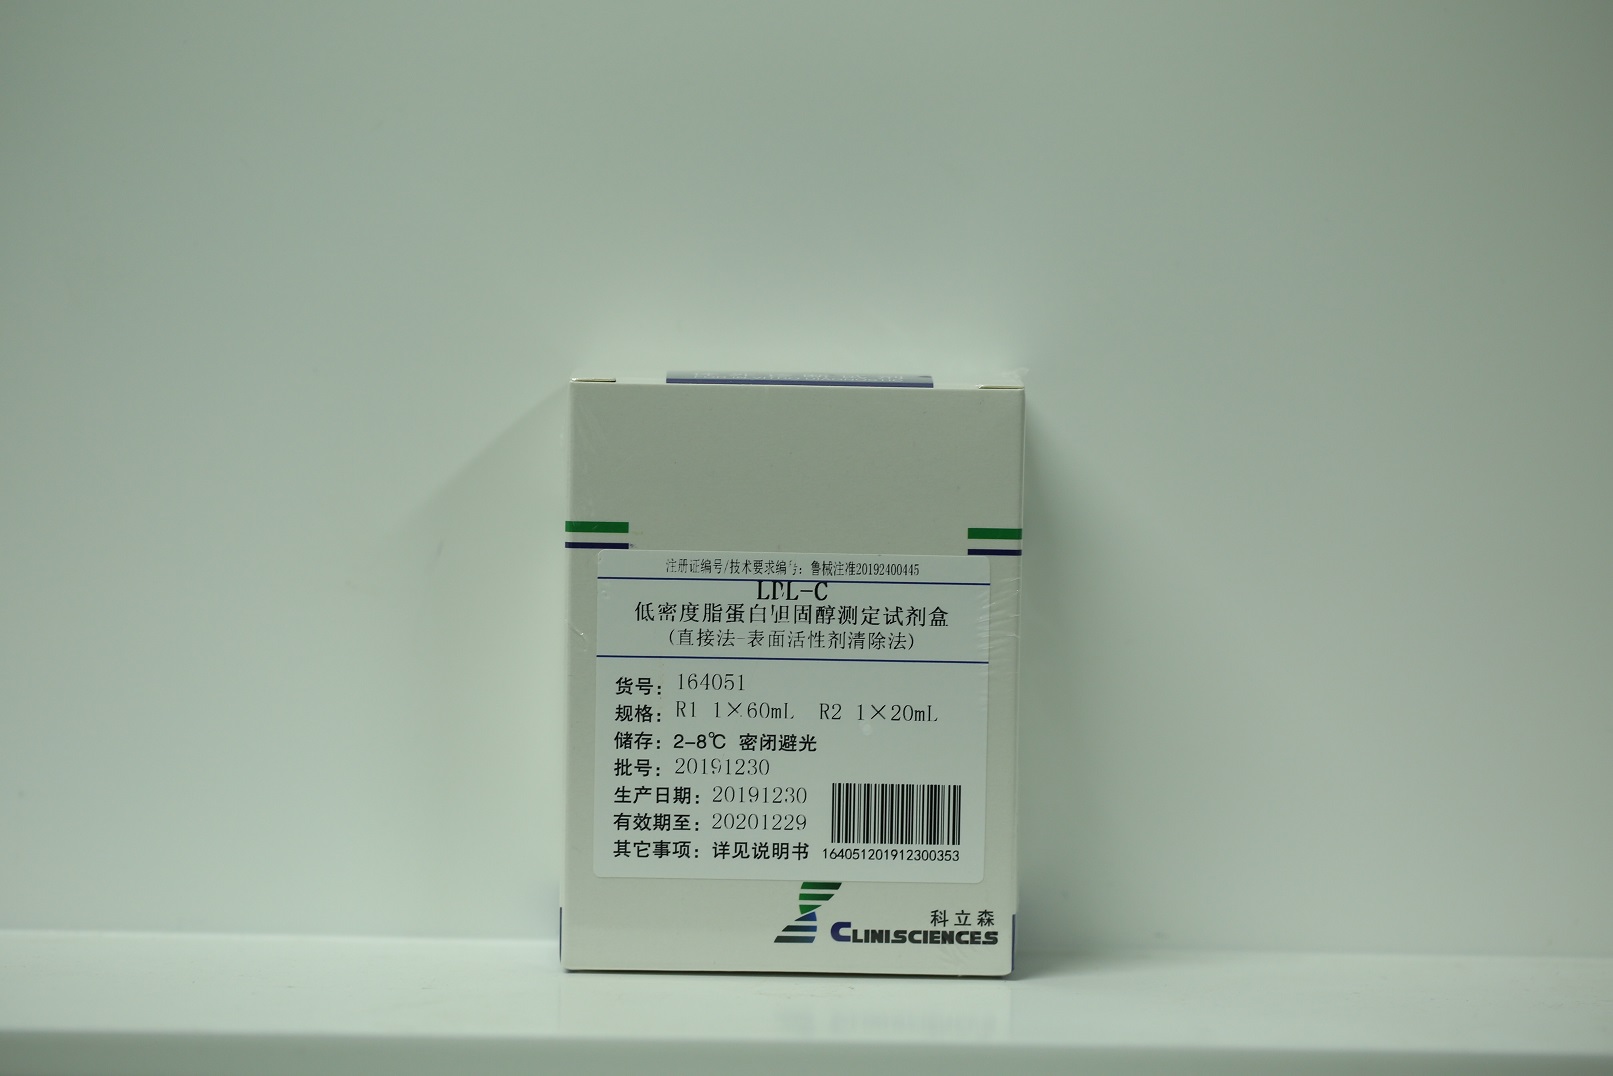 注册证编号/技术要求编号：鲁械注准20192400445
LDL-C
低密度脂蛋白胆固醇测定试剂盒
(直接法-表面活性剂清除法)
货号：164051
规格：R1 1×60mL R2 1×20mL
储存：2-8℃ 密闭避光
批号：20191230
生产日期：20191230
有效期至：20201229
其它事项：详见说明书
164051201912300353
科立森
CLINISCIENCES